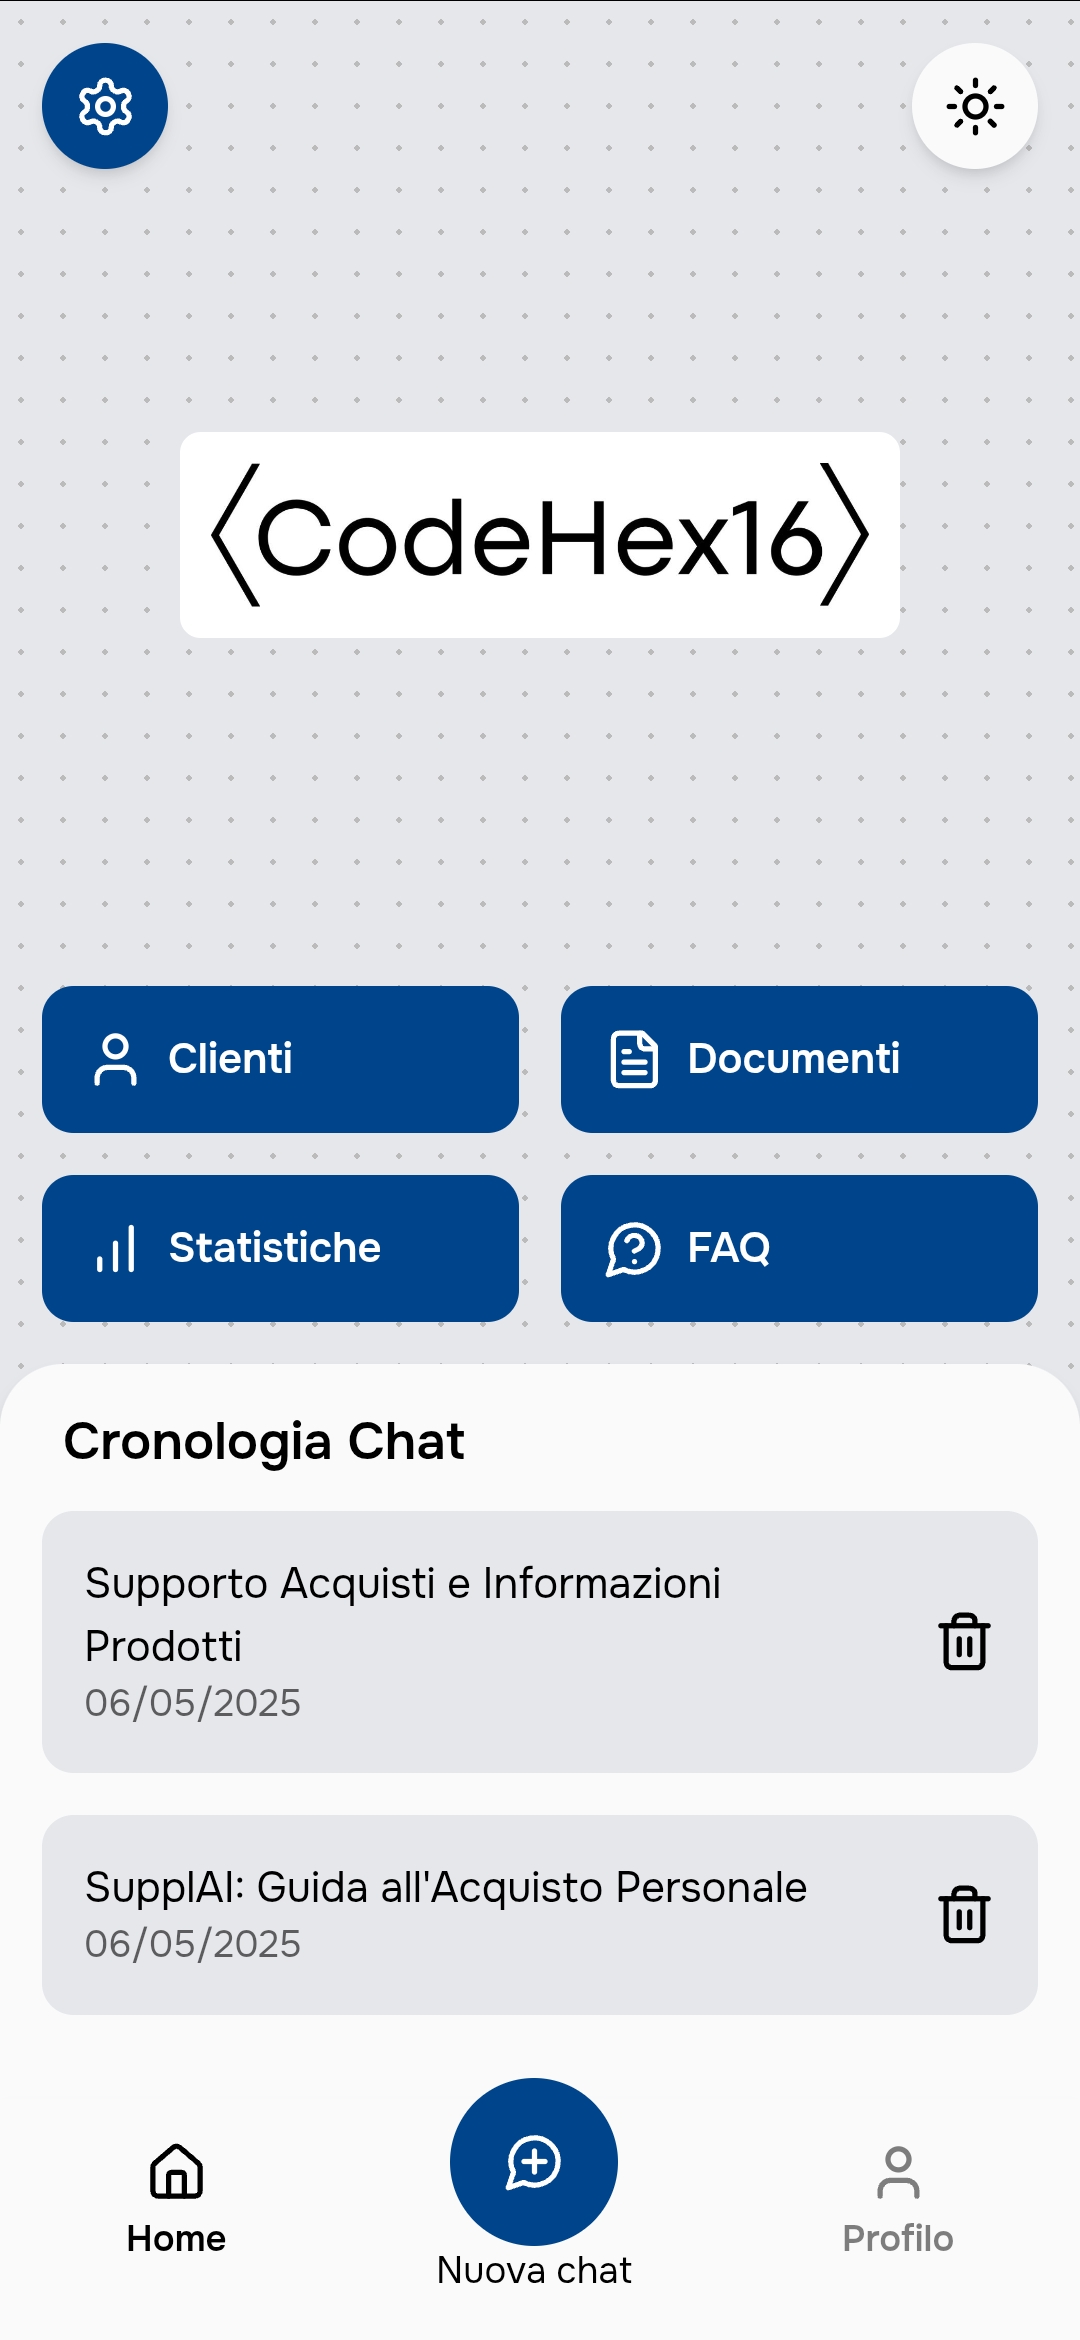 〈CodeHex16〉
Clienti
Documenti
Statistiche
FAQ
Cronologia Chat
Supporto Acquisti e Informazioni
Prodotti
06/05/2025
SupplAI: Guida all'Acquisto Personale
06/05/2025
Home
Nuova chat
Profilo